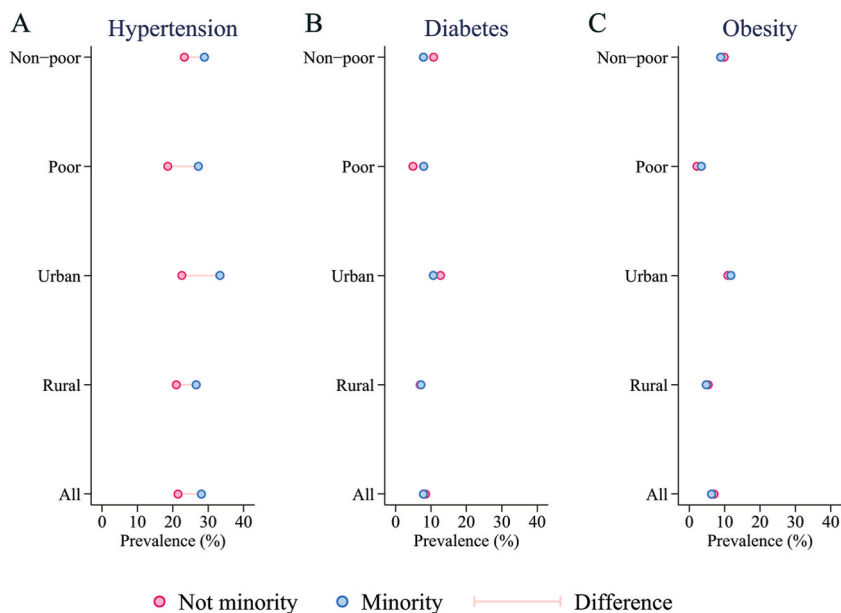 A Hypertension
Non−poor
Poor
Urban
Rural
All
0 10 20 30 40
Prevalence (%)
B Diabetes
Non−poor
Poor
Urban
Rural
All
0 10 20 30 40
Prevalence (%)
C Obesity
Non−poor
Poor
Urban
Rural
All
0 10 20 30 40
Prevalence (%)
Not minority Minority Difference